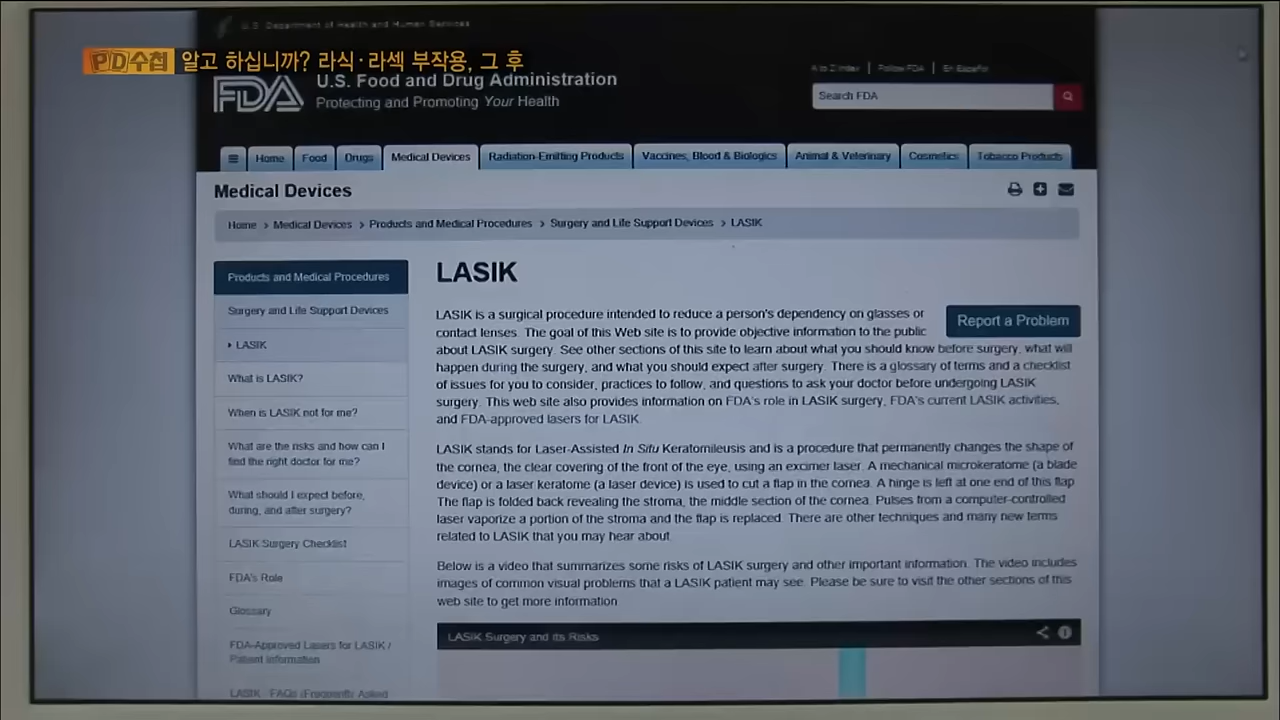 U.S. Department of Health and Human Services
PD수첩 알고 하십니까? 라식·라섹 부작용, 그 후
FDA U.S. Food and Drug Administration
Protecting and Promoting Your Health
A to Z Index Follow FDA En Español
Search FDA
Home Food Drugs Medical Devices Radiation-Emitting Products Vaccines, Blood & Biologics Animal & Veterinary Cosmetics Tobacco Products
Medical Devices
Home > Medical Devices > Products and Medical Procedures > Surgery and Life Support Devices > LASIK
Products and Medical Procedures
Surgery and Life Support Devices
LASIK
What is LASIK?
When is LASIK not for me?
What are the risks and how can I
find the right doctor for me?
What should I expect before,
during, and after surgery?
LASIK Surgery Checklist
FDA's Role
Glossary
FDA-Approved Lasers for LASIK /
Patient Information
LASIK - FAQs (Frequently Asked
LASIK
LASIK is a surgical procedure intended to reduce a person's dependency on glasses or
contact lenses. The goal of this Web site is to provide objective information to the public
about LASIK surgery. See other sections of this site to learn about what you should know before surgery, what will
happen during the surgery, and what you should expect after surgery. There is a glossary of terms and a checklist
of issues for you to consider, practices to follow, and questions to ask your doctor before undergoing LASIK
surgery. This web site also provides information on FDA's role in LASIK surgery, FDA's current LASIK activities,
and FDA-approved lasers for LASIK.
Report a Problem
LASIK stands for Laser-Assisted In Situ Keratomileusis and is a procedure that permanently changes the shape of
the cornea, the clear covering of the front of the eye, using an excimer laser. A mechanical microkeratome (a blade
device) or a laser keratome (a laser device) is used to cut a flap in the cornea. A hinge is left at one end of this flap.
The flap is folded back revealing the stroma, the middle section of the cornea. Pulses from a computer-controlled
laser vaporize a portion of the stroma and the flap is replaced. There are other techniques and many new terms
related to LASIK that you may hear about.
Below is a video that summarizes some risks of LASIK surgery and other important information. The video includes
images of common visual problems that a LASIK patient may see. Please be sure to visit the other sections of this
web site to get more information
LASIK Surgery and its Risks